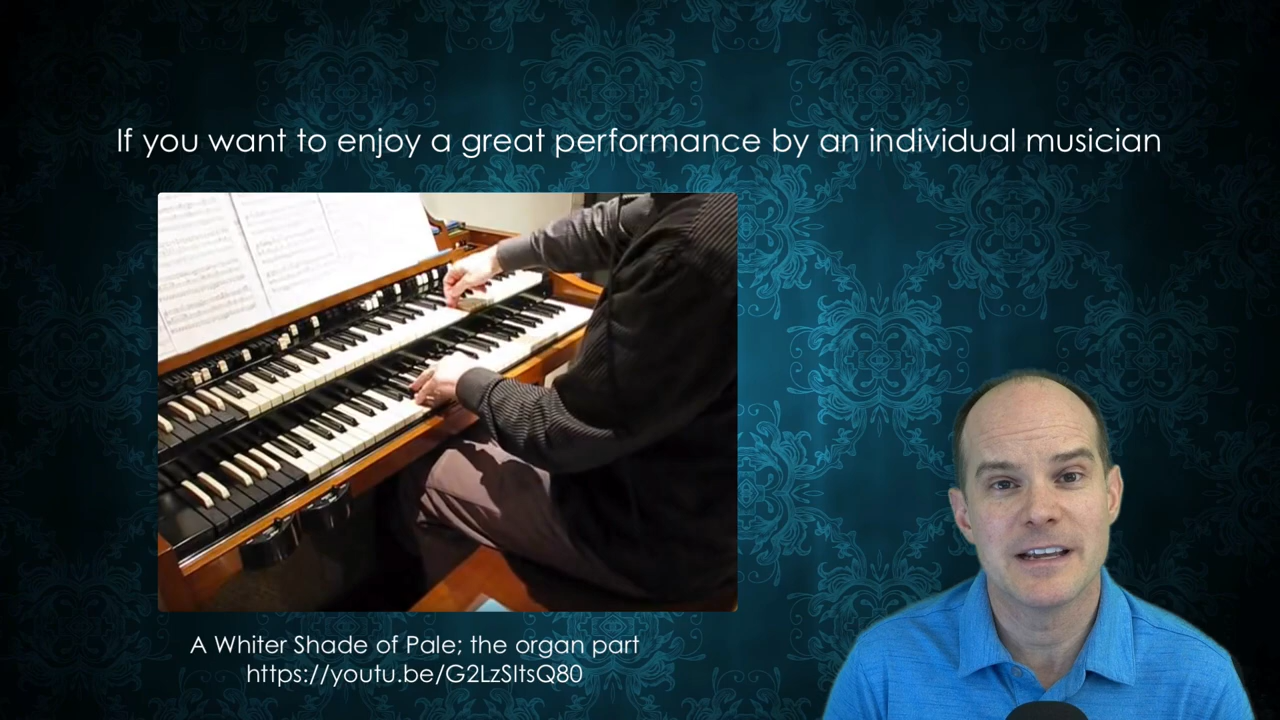 If you want to enjoy a great performance by an individual musician
A Whiter Shade of Pale; the organ part
https://youtu.be/G2LzSltsQ80